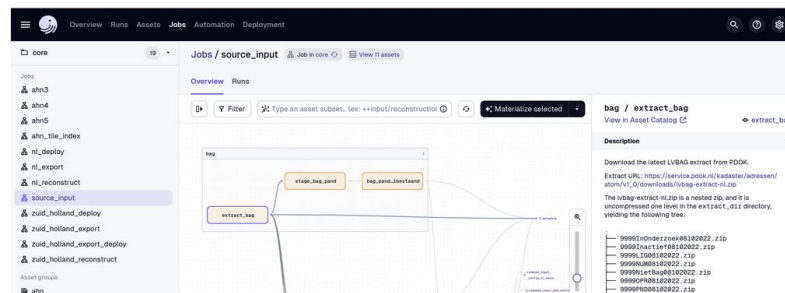 Overview Runs Assets Jobs Automation Deployment
core 19
Jobs
ahn3
ahn4
ahn5
ahn_tile_index
nl_deploy
nl_export
nl_reconstruct
source_input
zuid_holland_deploy
zuid_holland_export
zuid_holland_export_deploy
zuid_holland_reconstruct
Asset groups
ahn
Jobs / source_input Job in core View 11 assets
Overview Runs
Filter Type an asset subset… (ex: ++input/reconstruction Materialize selected
bag
stage_bag_pand bag_pand…lbestaand
extract_bag
bag / extract_bag
View in Asset Catalog extract_ba
Description
Download the latest LVBAG extract from PDOK.
Extract URL: https://service.pdok.nl/kadaster/adressen/
atom/v1_0/downloads/lvbag-extract-nl.zip
The lvbag-extract-nl.zip is a nested zip, and it is
uncompressed one level in the extract_dir directory,
yielding the following tree:
9999InOnderzoek08102022.zip
9999Inactief08102022.zip
9999LIG08102022.zip
9999NUM08102022.zip
9999NietBag08102022.zip
9999OPR08102022.zip
9999PND08102022.zip